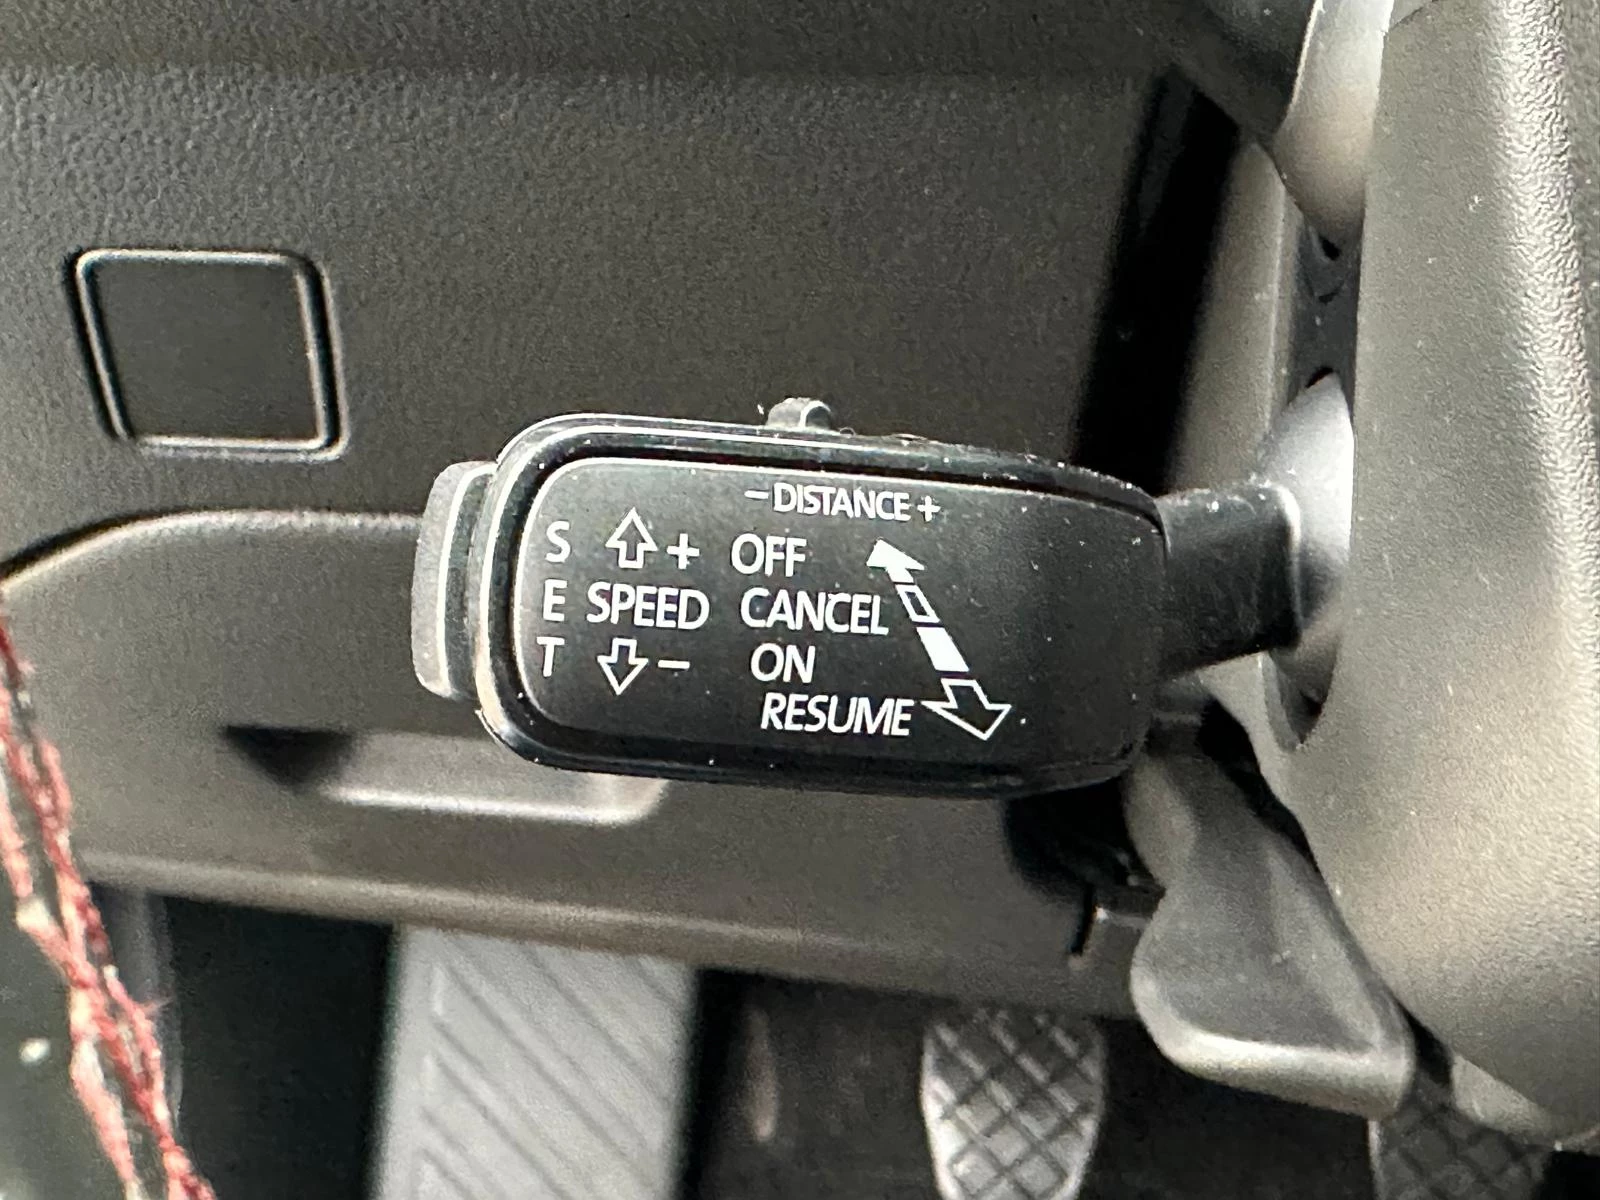 – DISTANCE +
S + OFF
E SPEED CANCEL
T – ON
RESUME